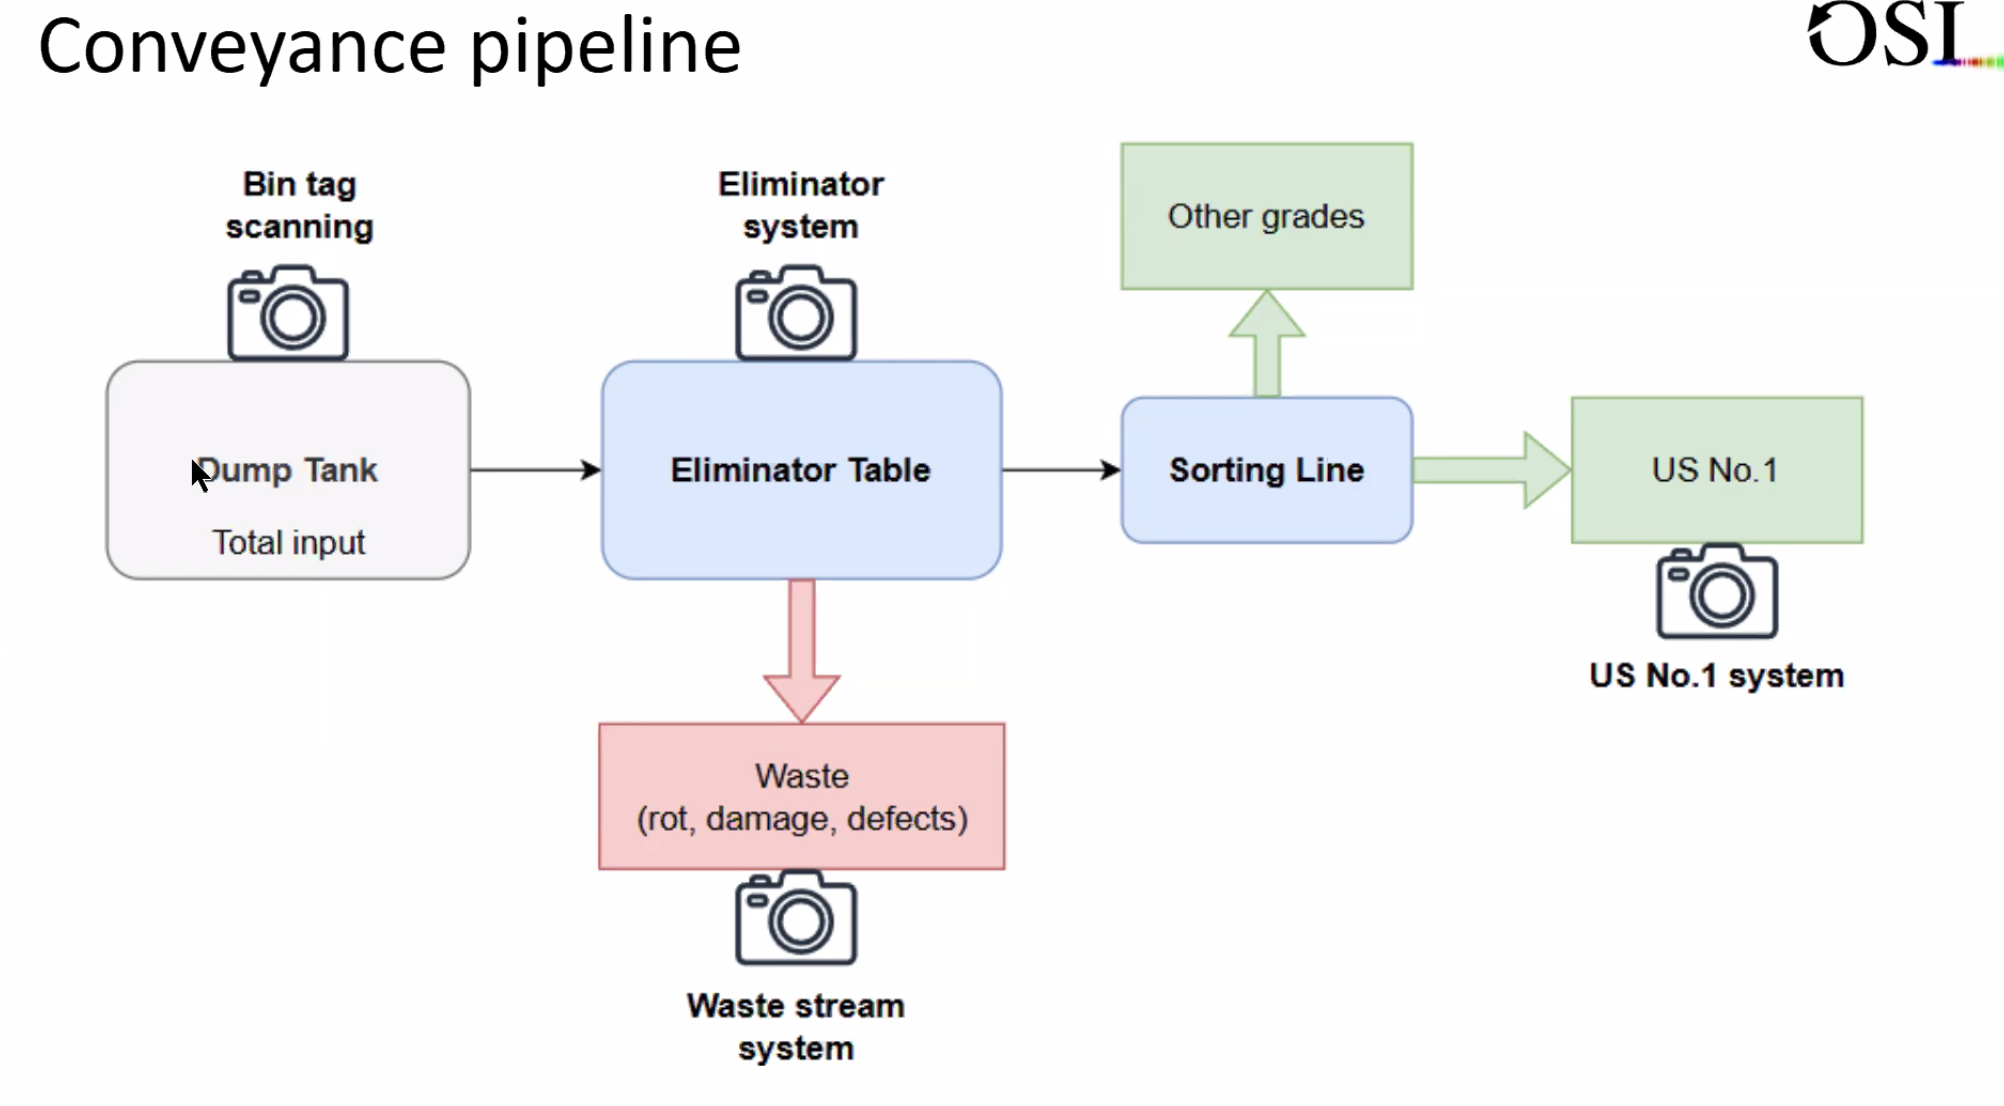 Conveyance pipeline
OSI
Bin tag
scanning
Eliminator
system
Other grades
Dump Tank
Total input
Eliminator Table
Sorting Line
US No.1
US No.1 system
Waste
(rot, damage, defects)
Waste stream
system